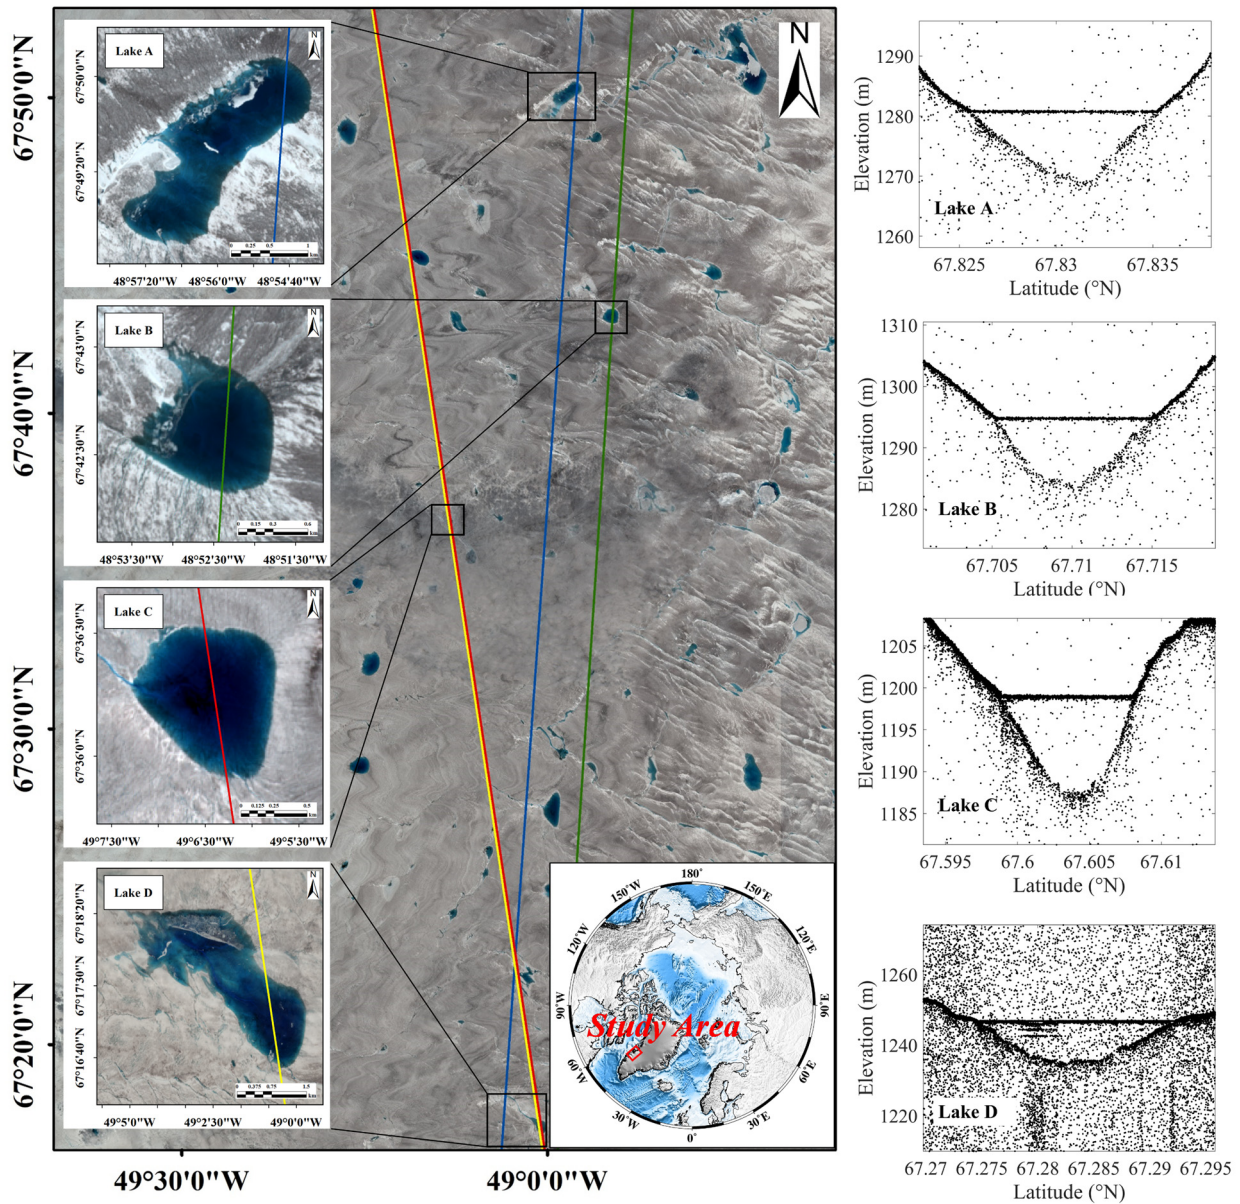 67°50'0"N
67°40'0"N
67°30'0"N
67°20'0"N
49°30'0"W
49°0'0"W
N
Lake A
N
67°50'0"N
67°49'20"N
0 0.25 0.5 1
km
48°57'20"W 48°56'0"W 48°54'40"W
Lake B
N
67°43'0"N
67°42'30"N
0 0.15 0.3 0.6
km
48°53'30"W 48°52'30"W 48°51'30"W
Lake C
N
67°36'30"N
67°36'0"N
0 0.125 0.25 0.5
km
49°7'30"W 49°6'30"W 49°5'30"W
Lake D
N
67°18'20"N
67°17'30"N
67°16'40"N
0 0.375 0.75 1.5
km
49°5'0"W 49°2'30"W 49°0'0"W
180°
150°W
150°E
120°W
120°E
90°W
90°E
60°W
60°E
30°W
30°E
0°
Study Area
Elevation (m)
1290
1280
1270
1260
Lake A
67.825 67.83 67.835
Latitude (°N)
Elevation (m)
1310
1300
1290
1280
Lake B
67.705 67.71 67.715
Latitude (°N)
Elevation (m)
1205
1200
1195
1190
1185
Lake C
67.595 67.6 67.605 67.61
Latitude (°N)
Elevation (m)
1260
1240
1220
Lake D
67.27 67.275 67.28 67.285 67.29 67.295
Latitude (°N)